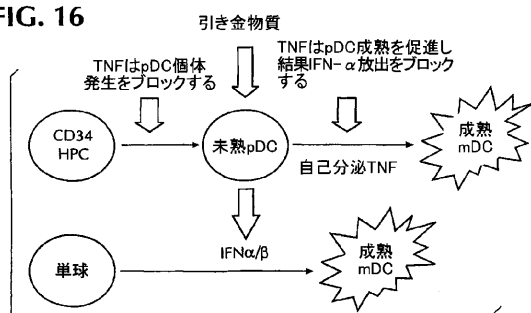 FIG. 16
引き金物質
TNFはpDC個体
発生をブロックする
TNFはpDC成熟を促進し
結果IFN-α放出をブロック
する
CD34
HPC
未熟pDC
自己分泌TNF
成熟
mDC
IFNα/β
単球
成熟
mDC